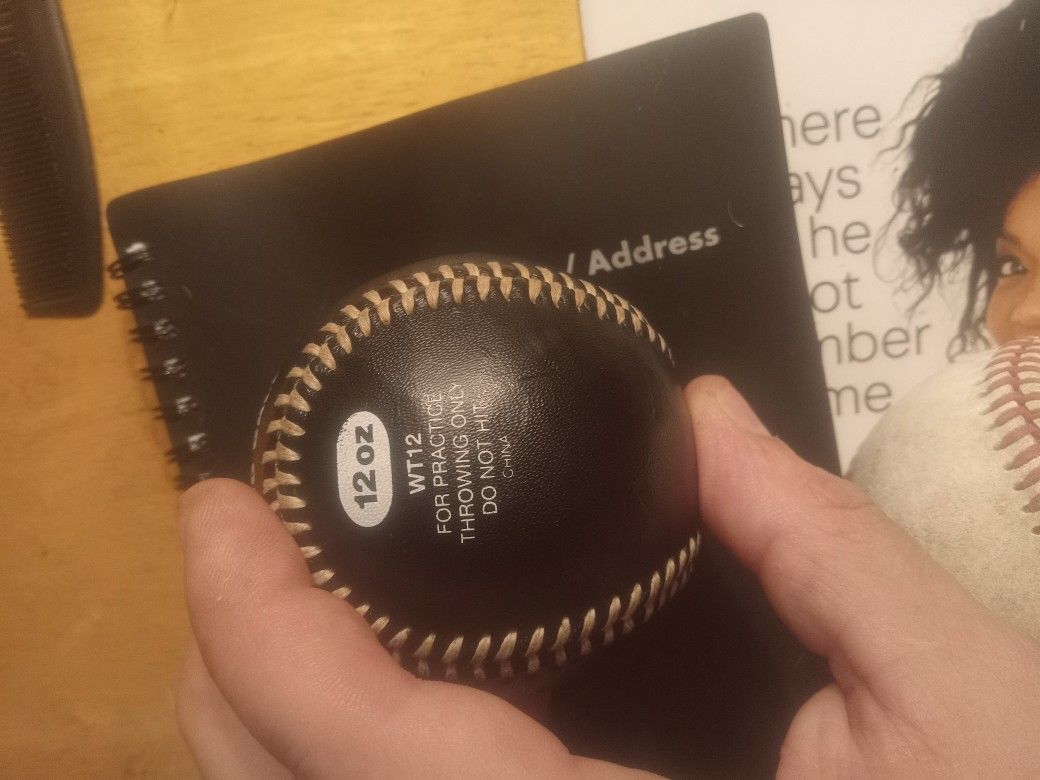 12 oz
WT12
FOR PRACTICE
THROWING ONLY
DO NOT HIT
CHINA
/ Address
here
ays
he
ot
mber
me